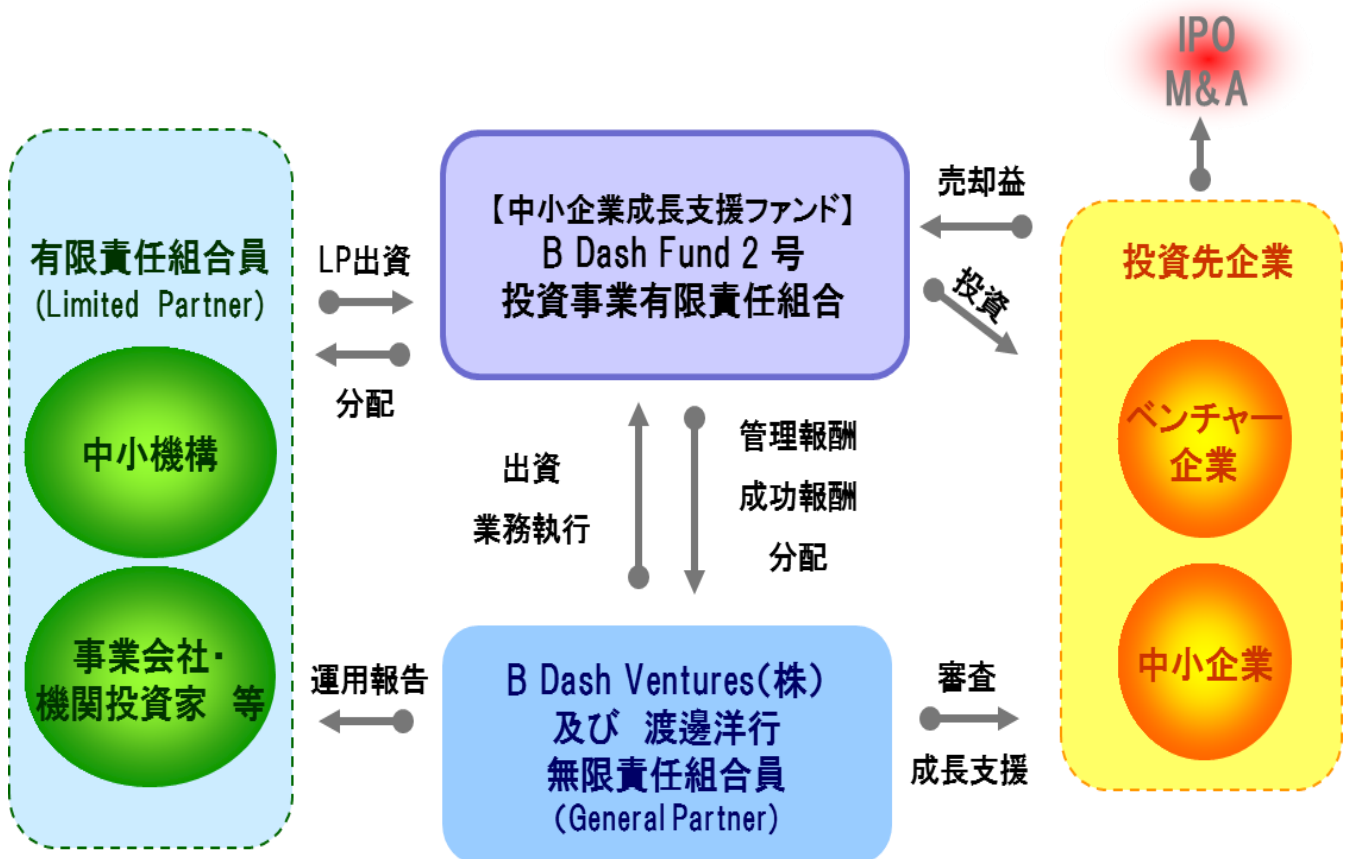 IPO
M&A
有限責任組合員
(Limited Partner)
中小機構
事業会社・
機関投資家 等
LP出資
分配
運用報告
【中小企業成長支援ファンド】
B Dash Fund 2 号
投資事業有限責任組合
出資
業務執行
管理報酬
成功報酬
分配
B Dash Ventures(株)
及び 渡邊洋行
無限責任組合員
(General Partner)
売却益
投資
審査
成長支援
投資先企業
ベンチャー
企業
中小企業